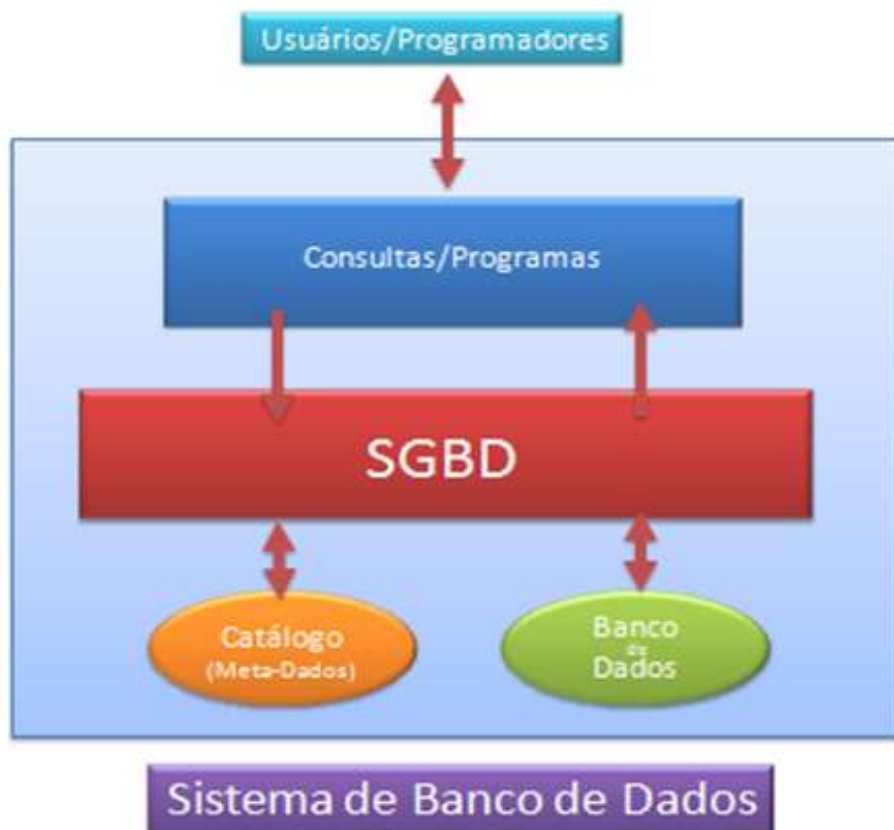 Usuários/Programadores
Consultas/Programas
SGBD
Catálogo
(Meta-Dados)
Banco
de
Dados
Sistema de Banco de Dados